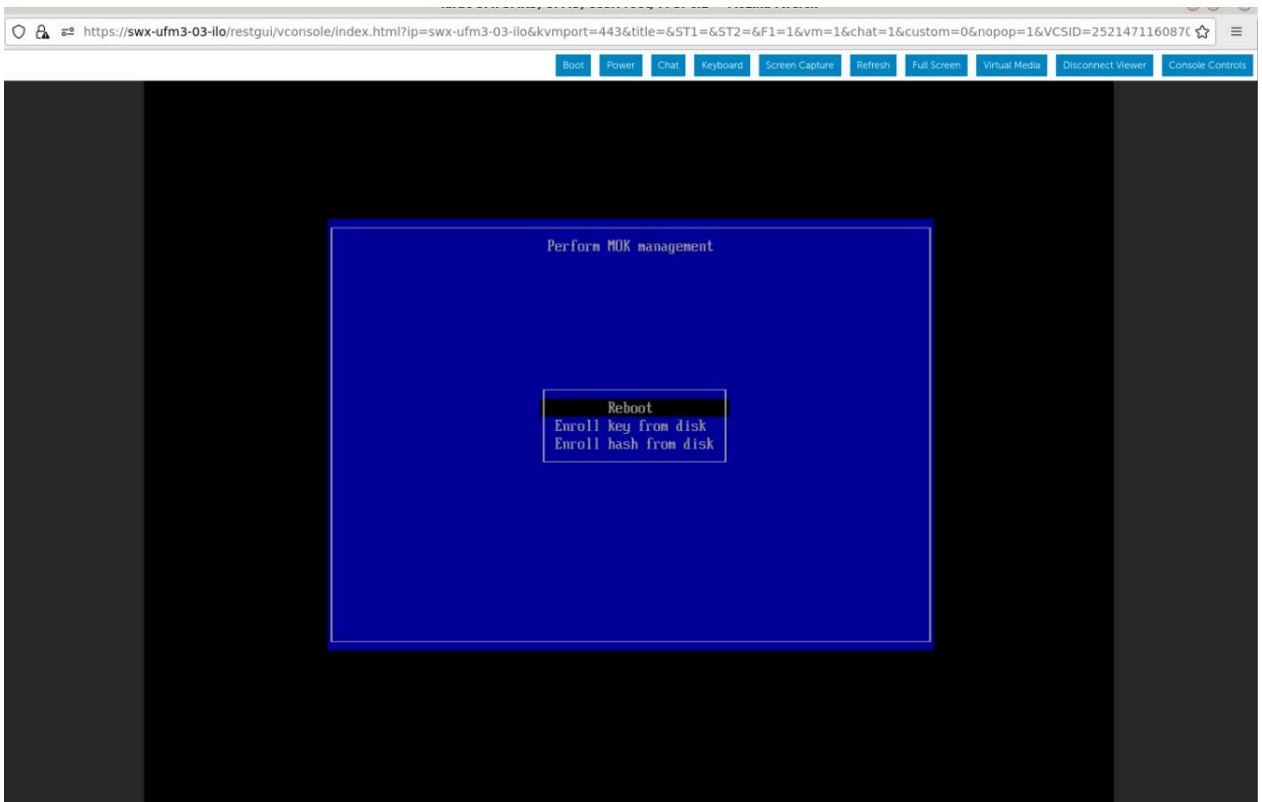 https://swx-ufm3-03-ilo/restgui/vconsole/index.html?ip=swx-ufm3-03-ilo&kvmport=443&title=&ST1=&ST2=&F1=1&vm=1&chat=1&custom=0&nopop=1&VCSID=252147116087
Boot Power Chat Keyboard Screen Capture Refresh Full Screen Virtual Media Disconnect Viewer Console Controls
Perform MOK management
Reboot
Enroll key from disk
Enroll hash from disk